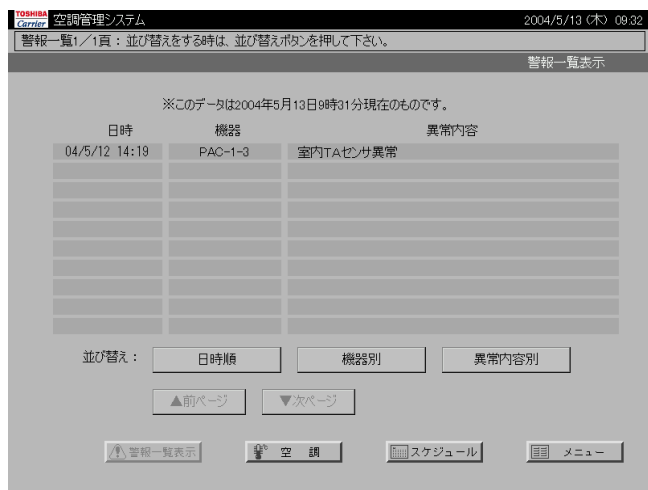 TOSHIBA
Carrier 空調管理システム 2004/5/13 (木) 09:32
警報一覧1/1頁：並び替えをする時は、並び替えボタンを押して下さい。
警報一覧表示
※このデータは2004年5月13日9時31分現在のものです。
日時 機器 異常内容
04/5/12 14:19 PAC-1-3 室内TAセンサ異常
並び替え： 日時順 機器別 異常内容別
▲前ページ ▼次ページ
警報一覧表示 空 調 スケジュール メニュー